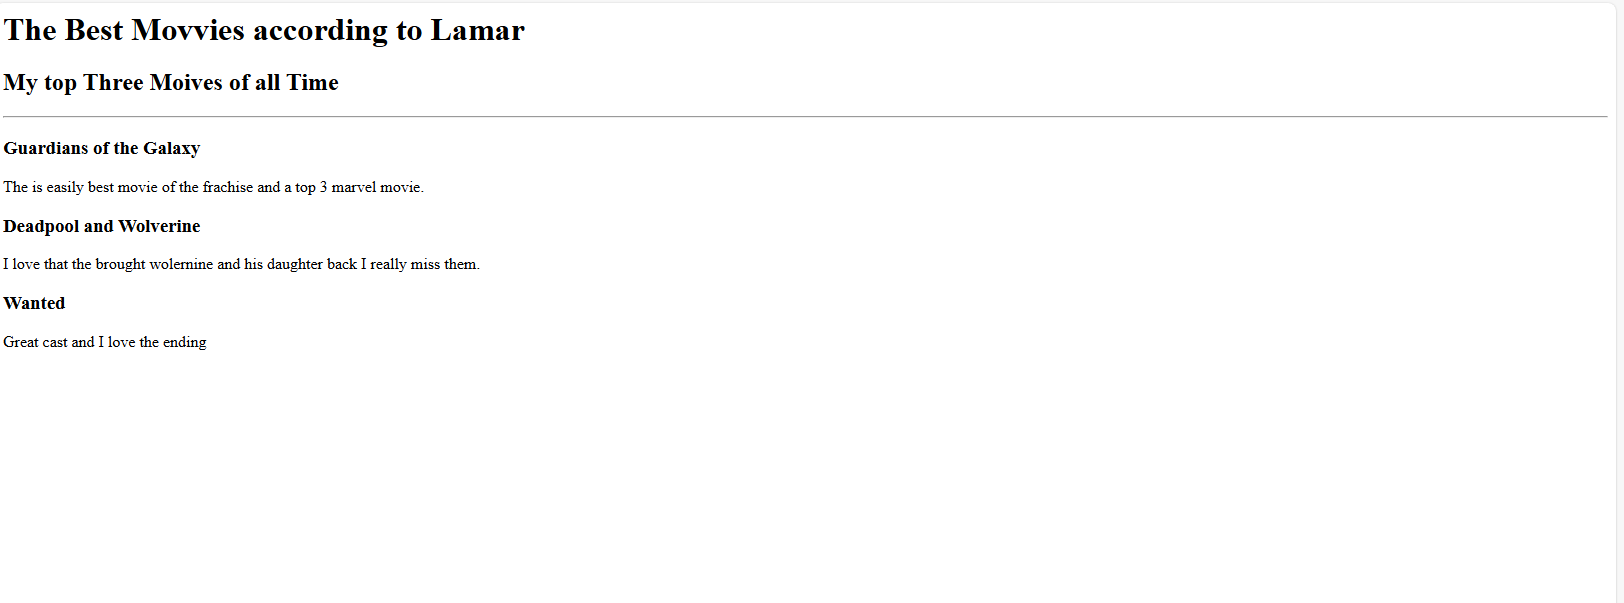 The Best Movvies according to Lamar
My top Three Moives of all Time
Guardians of the Galaxy
The is easily best movie of the frachise and a top 3 marvel movie.
Deadpool and Wolverine
I love that the brought wolernine and his daughter back I really miss them.
Wanted
Great cast and I love the ending